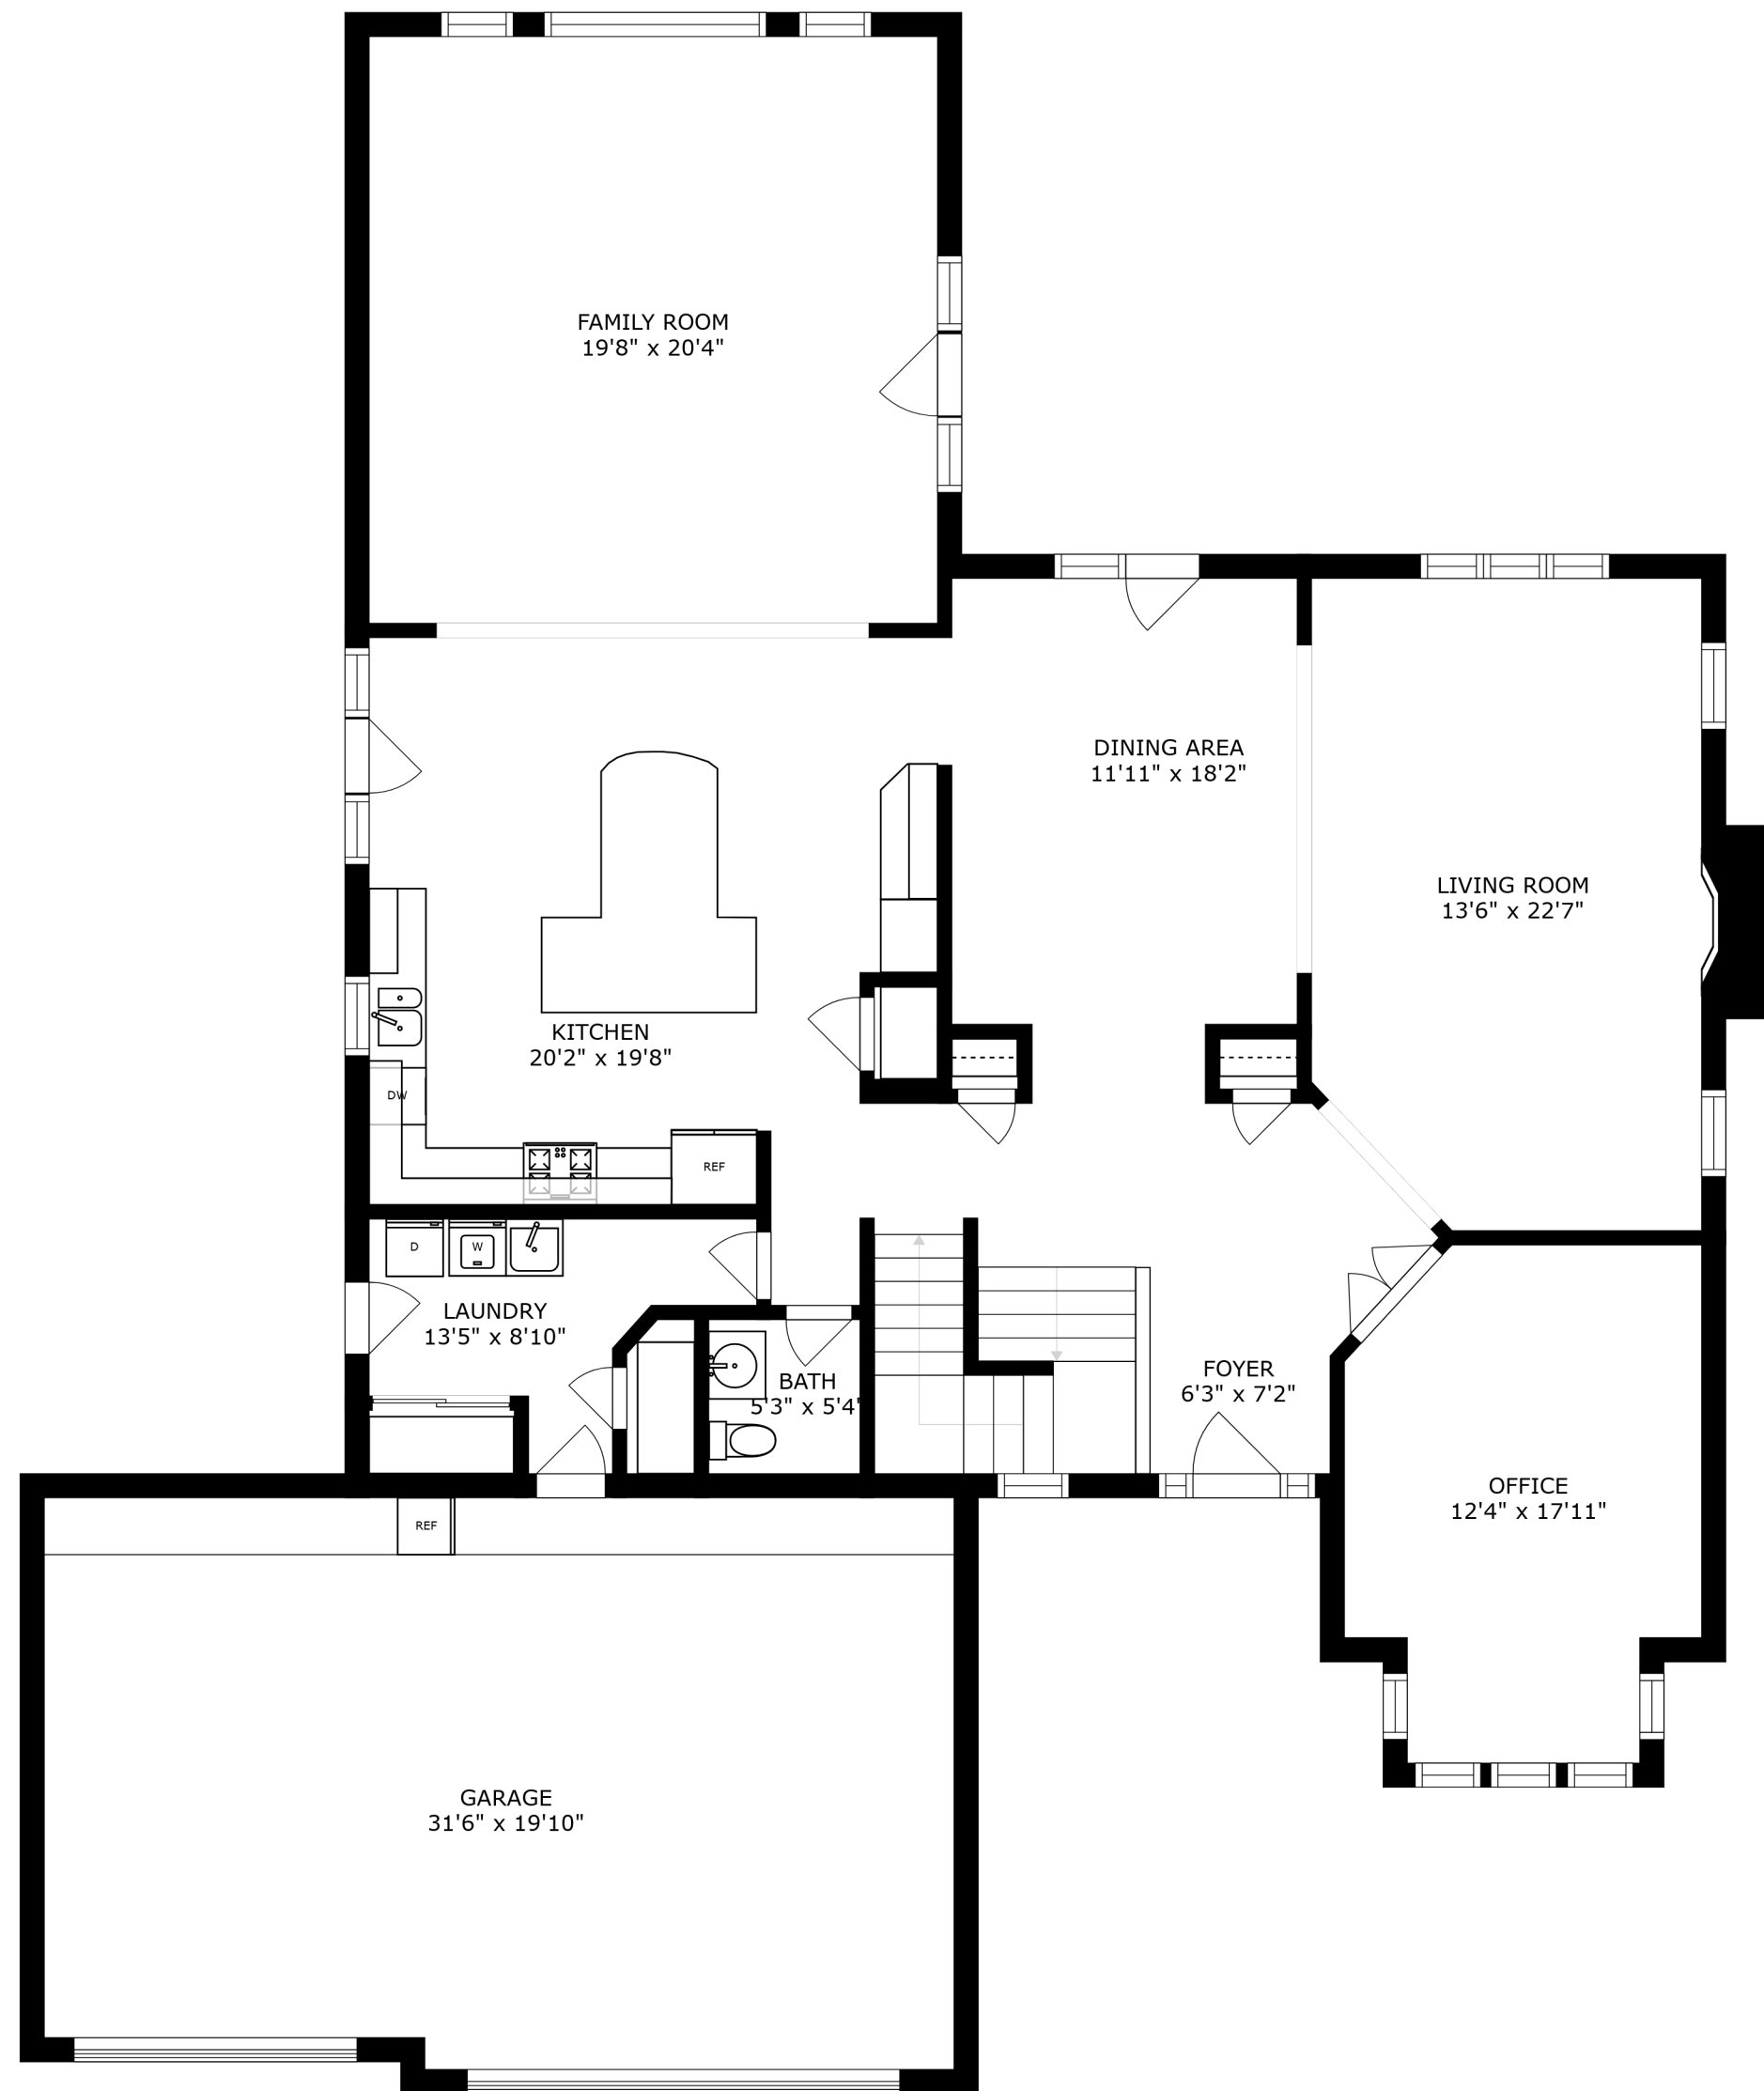 FAMILY ROOM
19'8" x 20'4"
DINING AREA
11'11" x 18'2"
LIVING ROOM
13'6" x 22'7"
KITCHEN
20'2" x 19'8"
DW
REF
D
W
LAUNDRY
13'5" x 8'10"
BATH
5'3" x 5'4"
FOYER
6'3" x 7'2"
OFFICE
12'4" x 17'11"
REF
GARAGE
31'6" x 19'10"